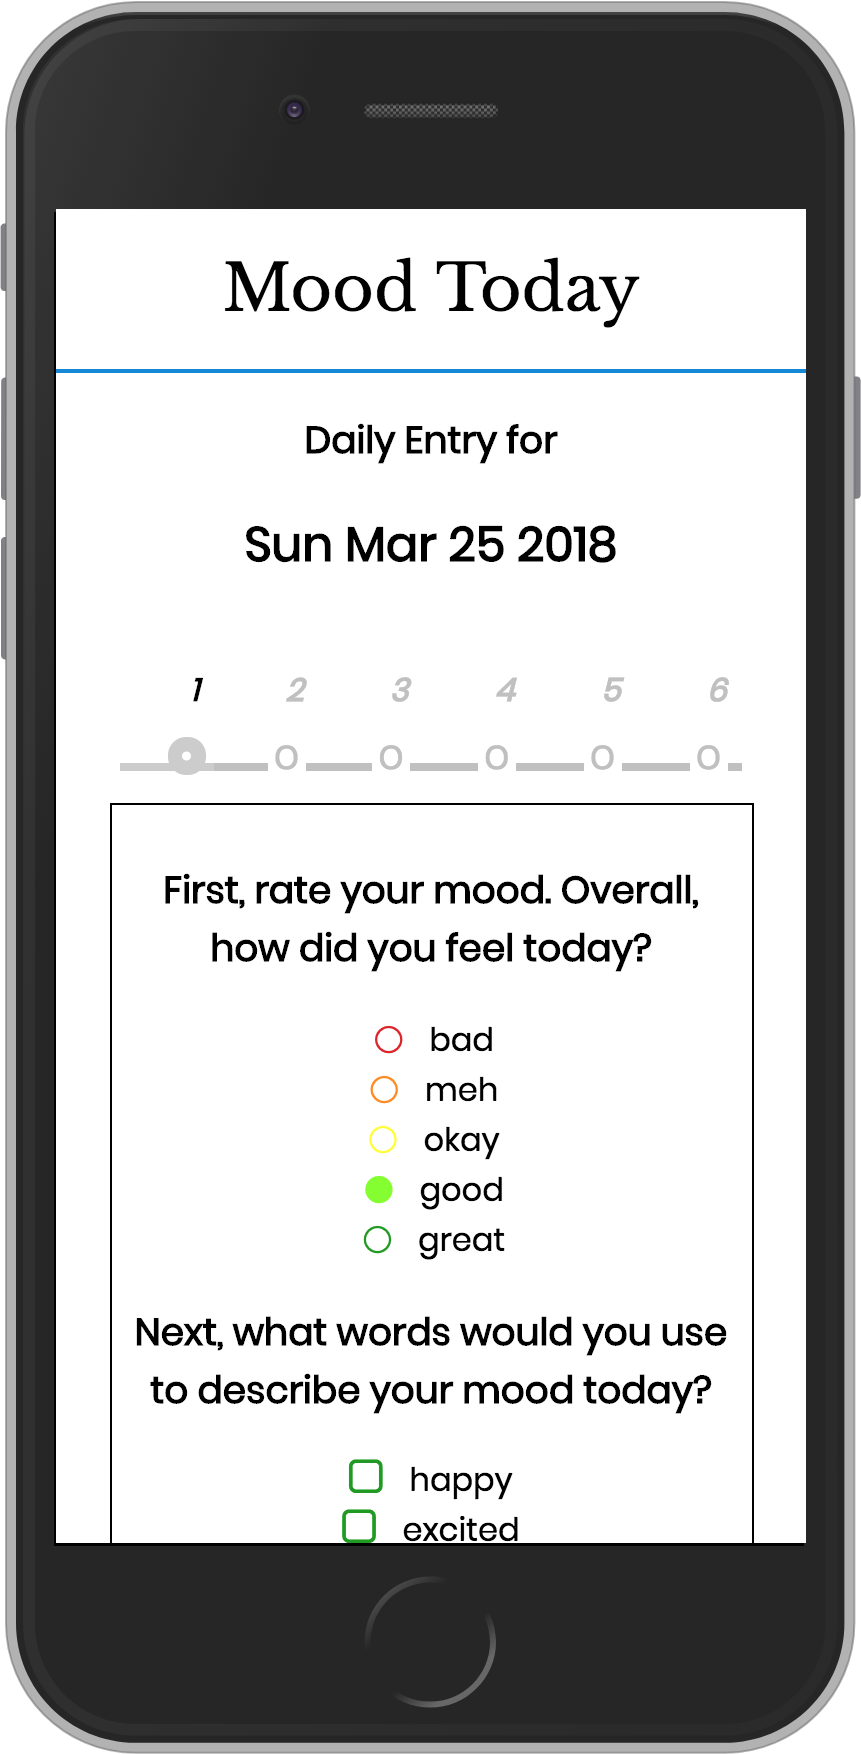 Mood Today
Daily Entry for
Sun Mar 25 2018
1 2 3 4 5 6
First, rate your mood. Overall,
how did you feel today?
bad
meh
okay
good
great
Next, what words would you use
to describe your mood today?
happy
excited